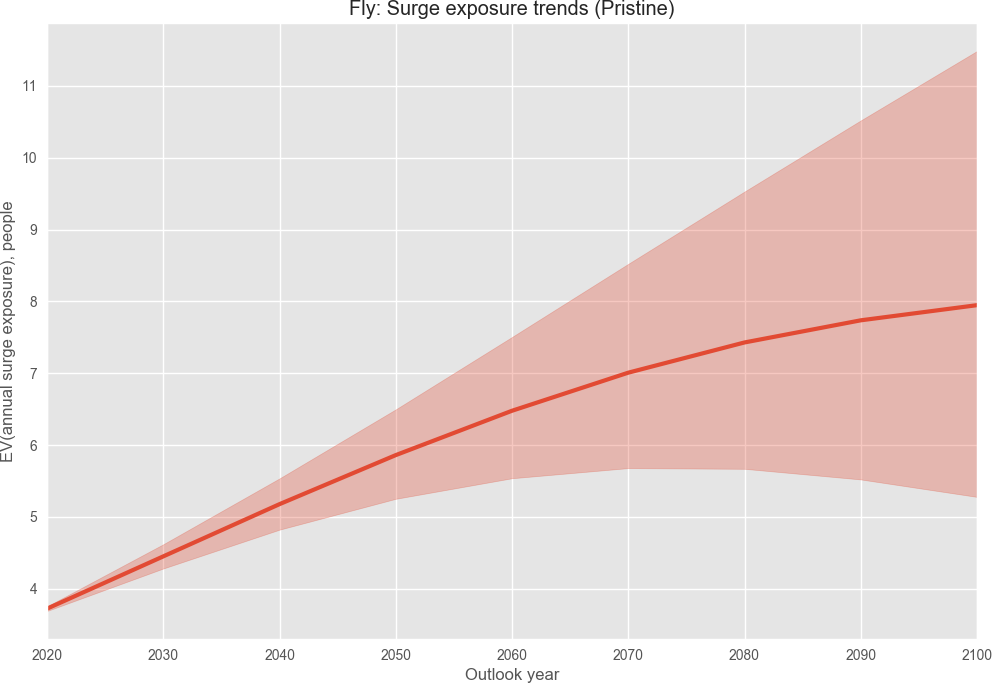 Fly: Surge exposure trends (Pristine)
EV(annual surge exposure), people
11
10
9
8
7
6
5
4
2020 2030 2040 2050 2060 2070 2080 2090 2100
Outlook year